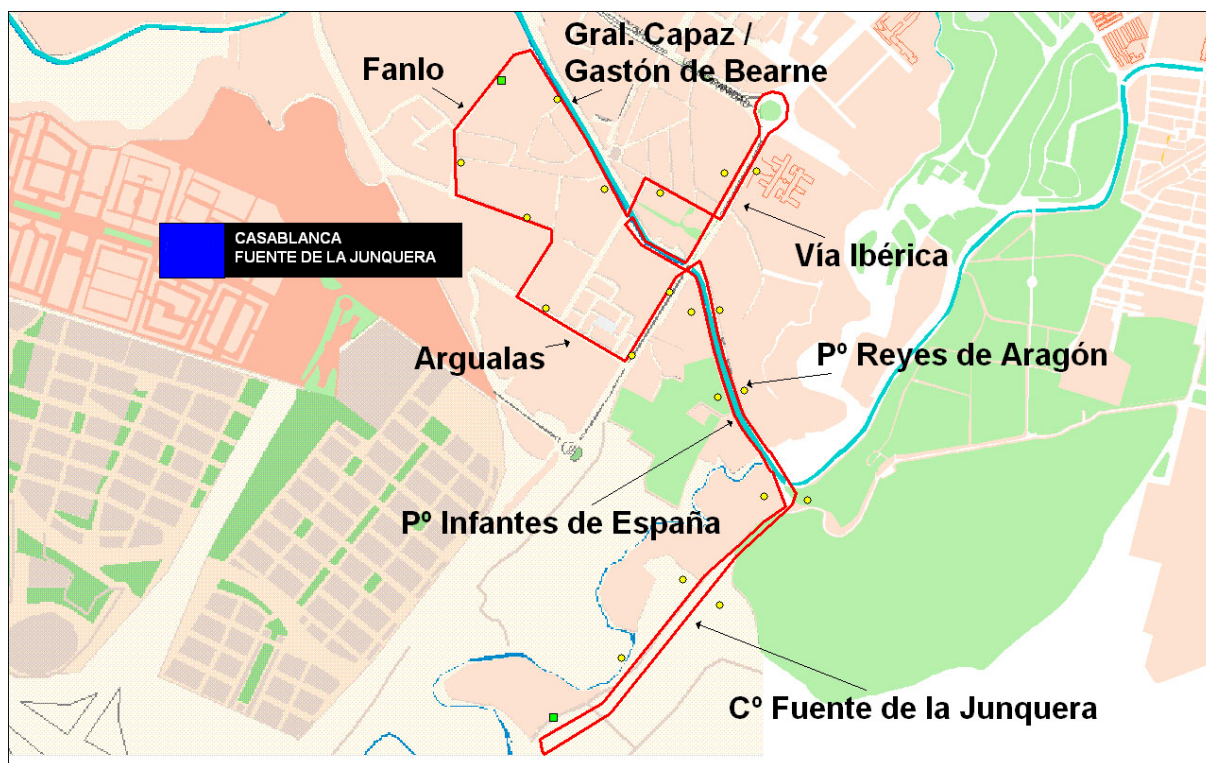 Gral. Capaz /
Gastón de Bearne
Fanlo
CASABLANCA
FUENTE DE LA JUNQUERA
Vía Ibérica
Argualas
Pº Reyes de Aragón
Pº Infantes de España
Cº Fuente de la Junquera